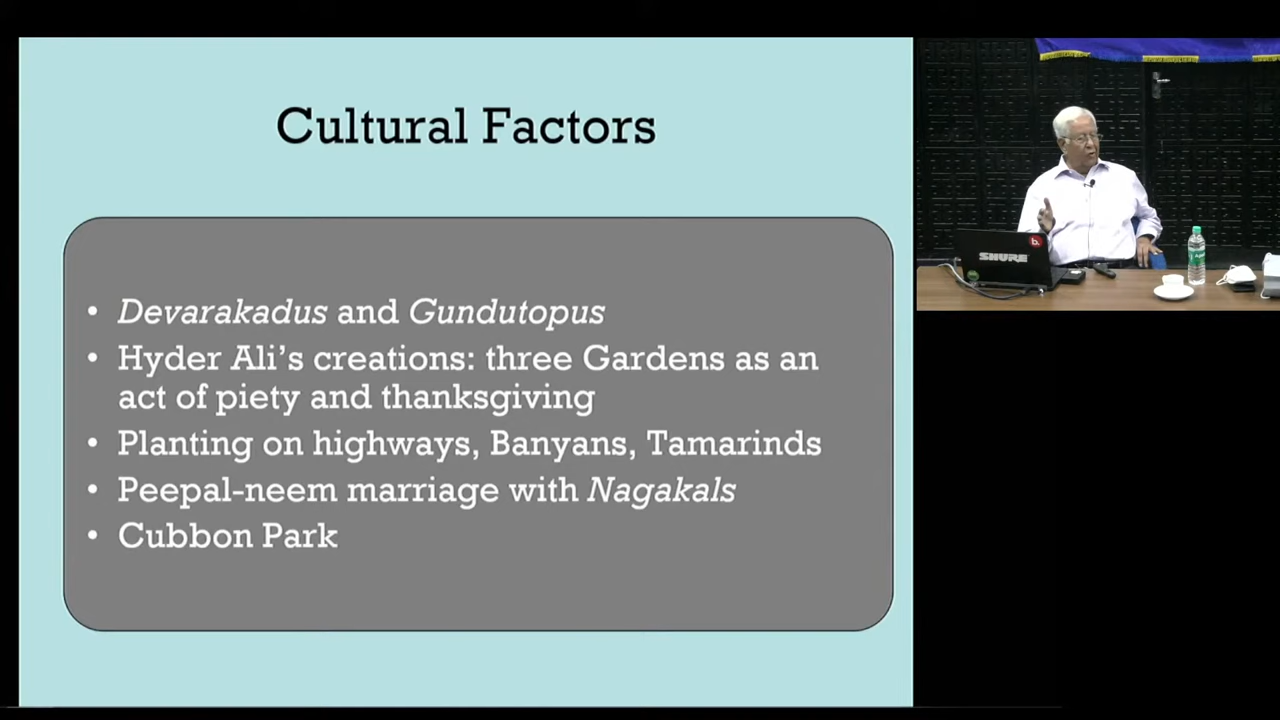 Cultural Factors
• Devarakadus and Gundutopus
• Hyder Ali's creations: three Gardens as an
act of piety and thanksgiving
• Planting on highways, Banyans, Tamarinds
• Peepal-neem marriage with Nagakals
• Cubbon Park
SHURE